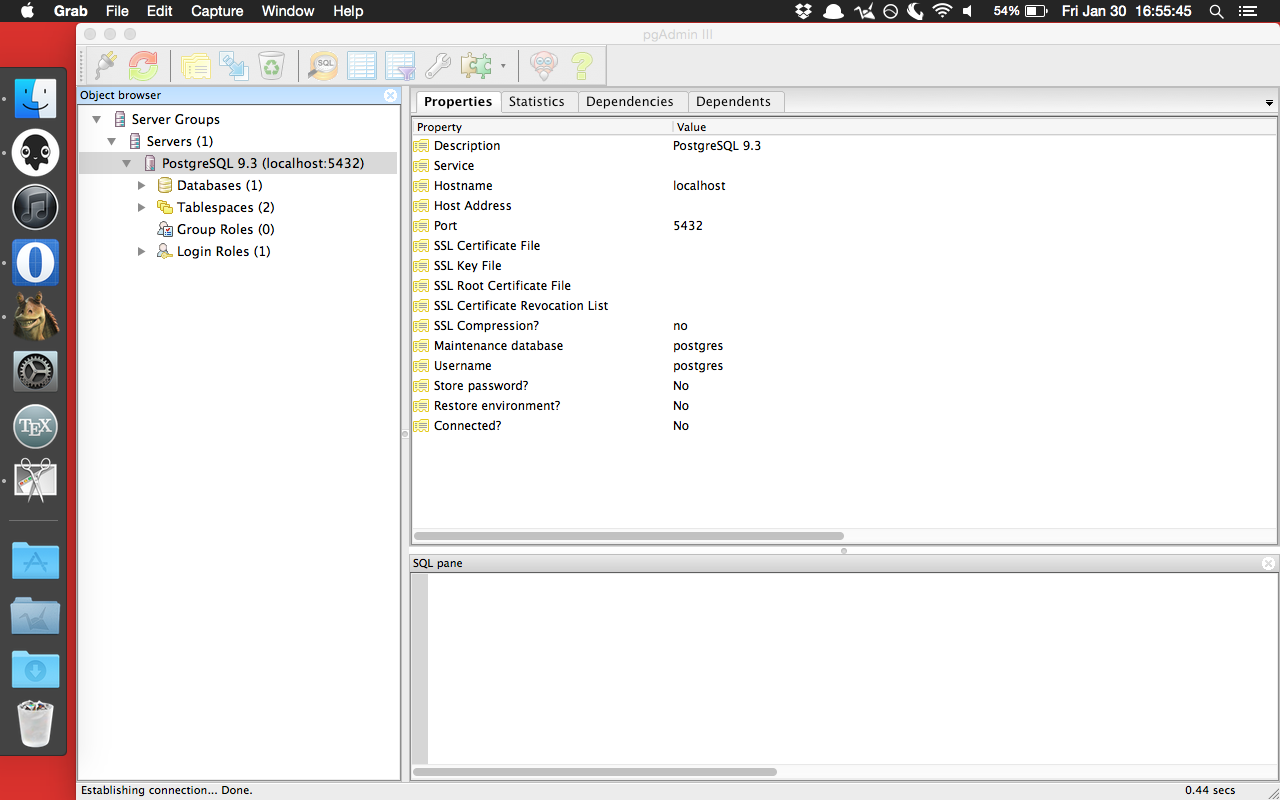 Grab File Edit Capture Window Help 54% Fri Jan 30 16:55:45
pgAdmin III
SQL
Object browser
Server Groups
Servers (1)
PostgreSQL 9.3 (localhost:5432)
Databases (1)
Tablespaces (2)
Group Roles (0)
Login Roles (1)
Properties Statistics Dependencies Dependents
Property Value
Description PostgreSQL 9.3
Service
Hostname localhost
Host Address
Port 5432
SSL Certificate File
SSL Key File
SSL Root Certificate File
SSL Certificate Revocation List
SSL Compression? no
Maintenance database postgres
Username postgres
Store password? No
Restore environment? No
Connected? No
SQL pane
TEX
Establishing connection... Done. 0.44 secs